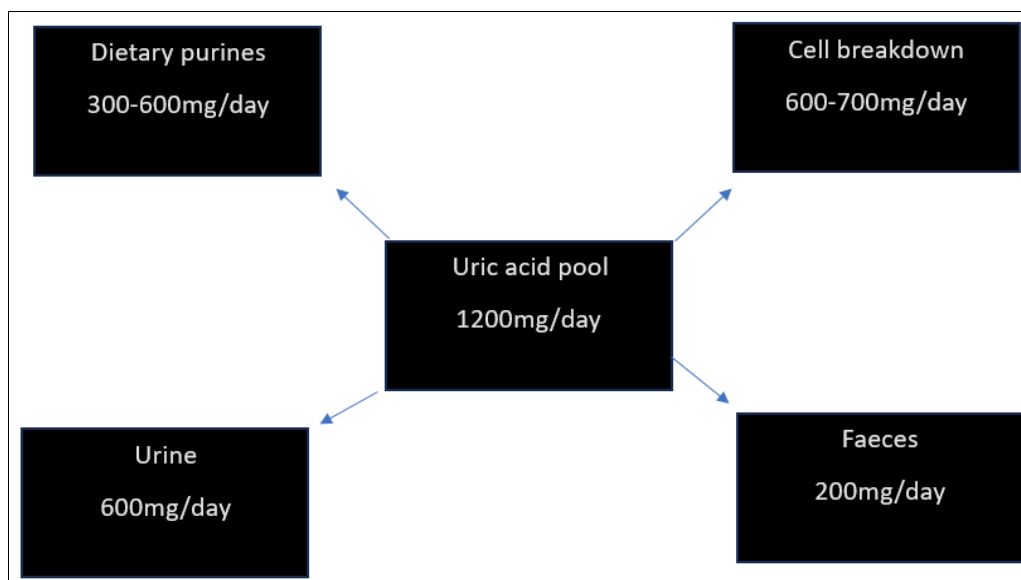 Dietary purines
300-600mg/day
Cell breakdown
600-700mg/day
Uric acid pool
1200mg/day
Urine
600mg/day
Faeces
200mg/day